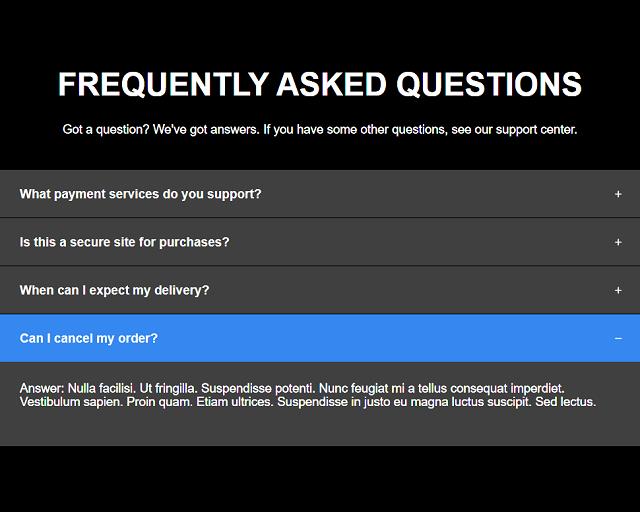 FREQUENTLY ASKED QUESTIONS
Got a question? We've got answers. If you have some other questions, see our support center.
What payment services do you support? +
Is this a secure site for purchases? +
When can I expect my delivery? +
Can I cancel my order? −
Answer: Nulla facilisi. Ut fringilla. Suspendisse potenti. Nunc feugiat mi a tellus consequat imperdiet.
Vestibulum sapien. Proin quam. Etiam ultrices. Suspendisse in justo eu magna luctus suscipit. Sed lectus.